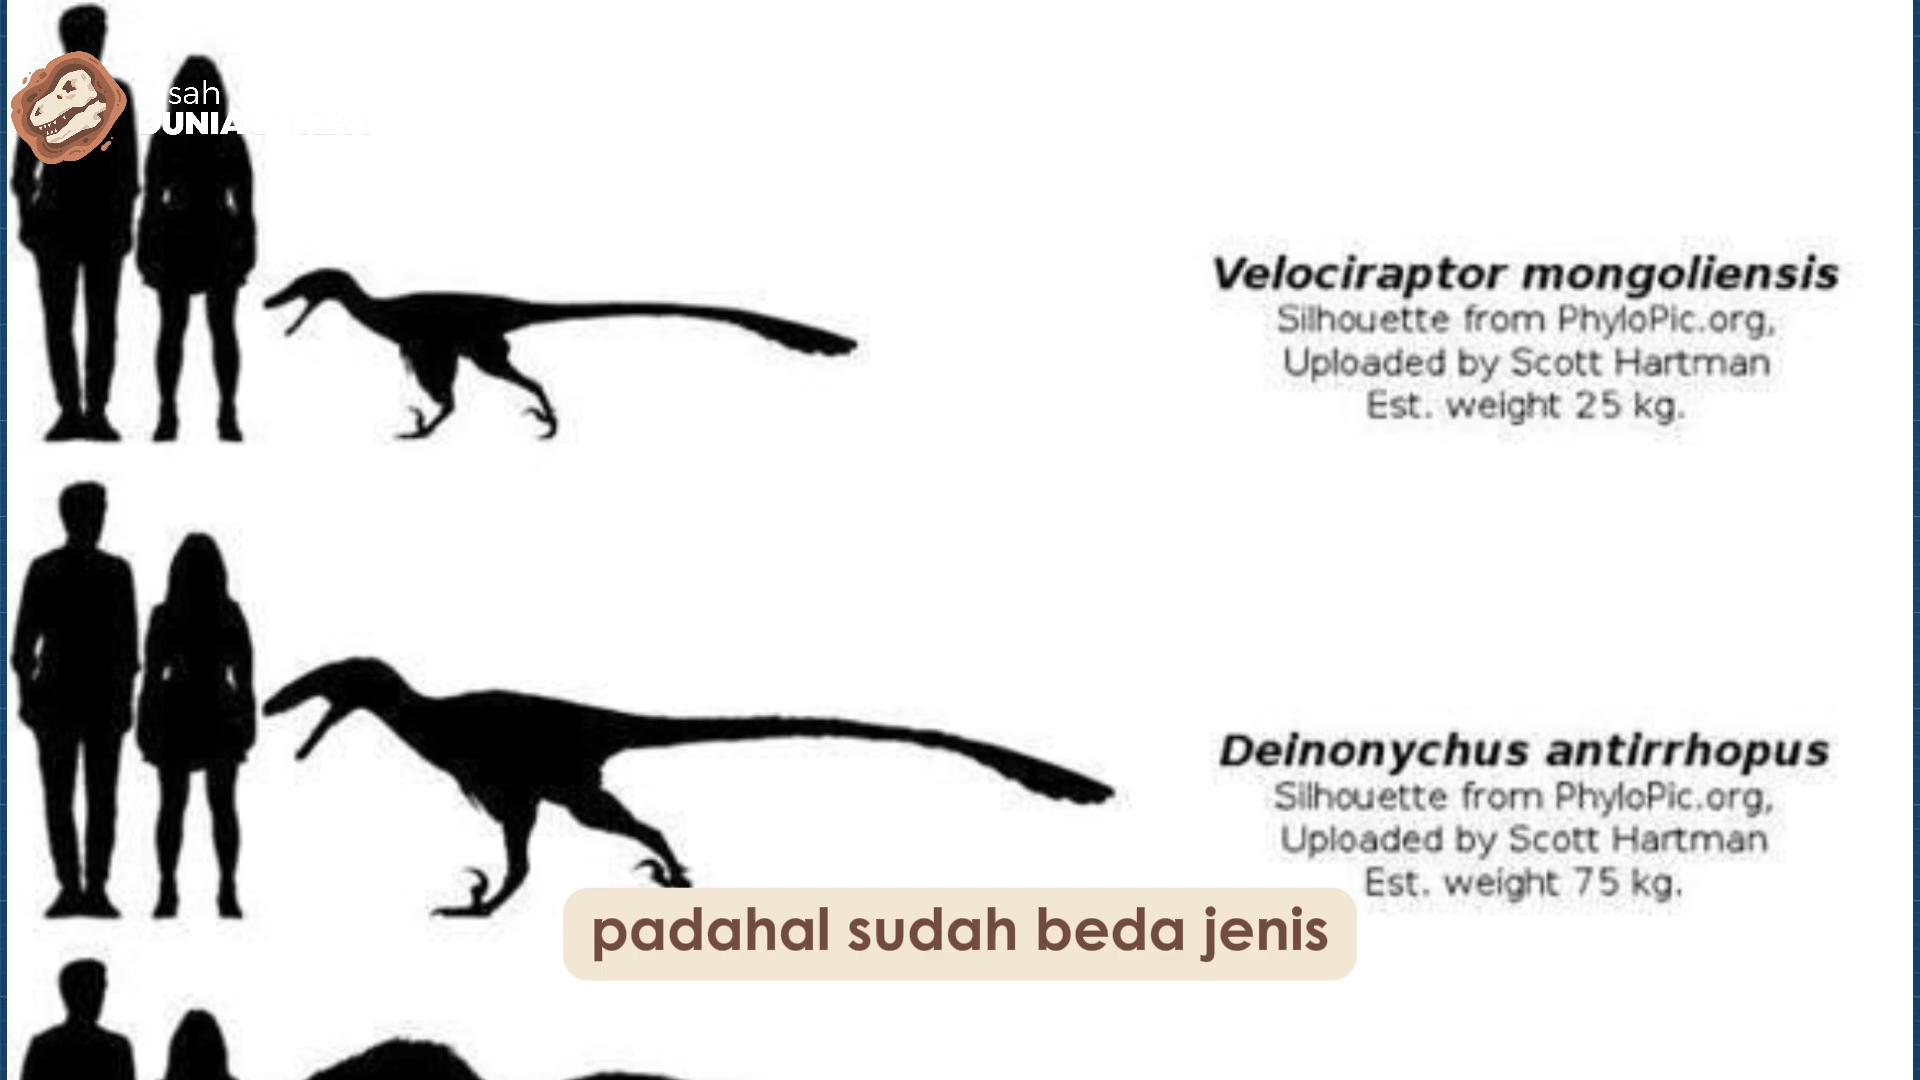 sah
DUNIA
Velociraptor mongoliensis
Silhouette from PhyloPic.org,
Uploaded by Scott Hartman
Est. weight 25 kg.
Deinonychus antirrhopus
Silhouette from PhyloPic.org,
Uploaded by Scott Hartman
Est. weight 75 kg.
padahal sudah beda jenis